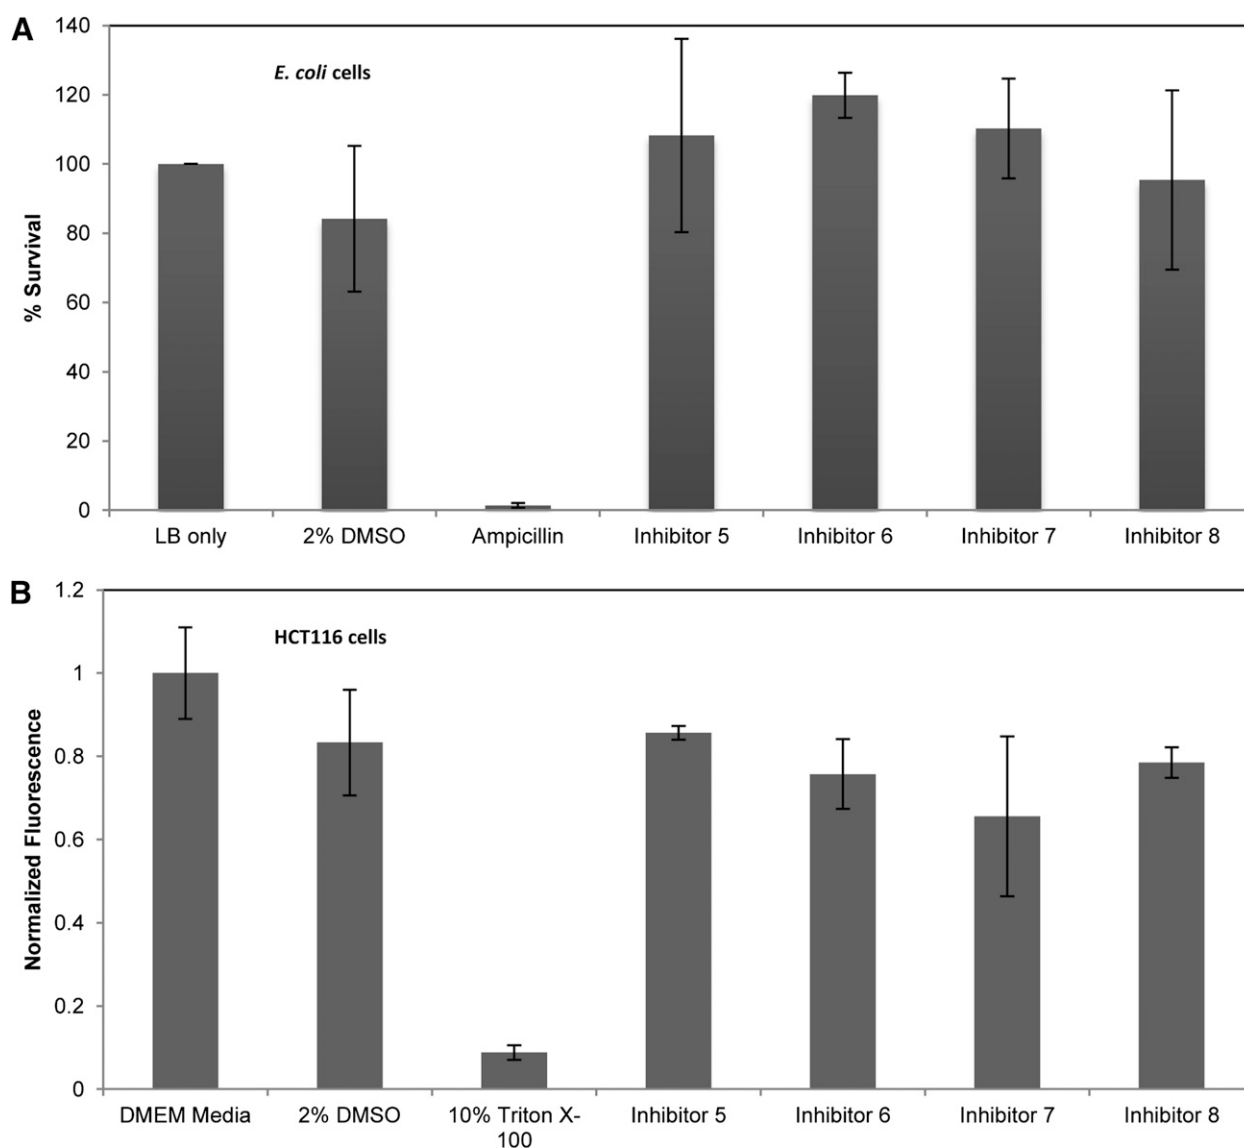 A
140
120
100
80
60
40
20
0
% Survival
E. coli cells
LB only 2% DMSO Ampicillin Inhibitor 5 Inhibitor 6 Inhibitor 7 Inhibitor 8
B
1.2
1
0.8
0.6
0.4
0.2
0
Normalized Fluorescence
HCT116 cells
DMEM Media 2% DMSO 10% Triton X- Inhibitor 5 Inhibitor 6 Inhibitor 7 Inhibitor 8
100